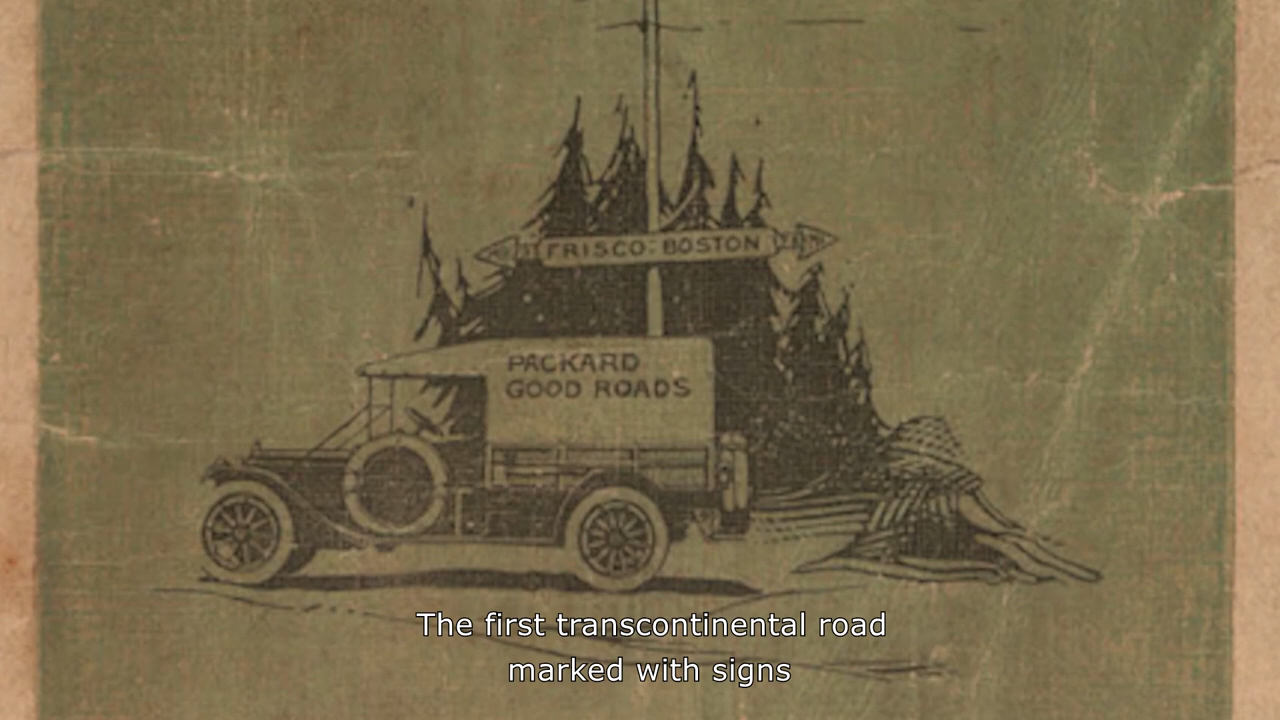 FRISCO-BOSTON
PACKARD
GOOD ROADS
The first transcontinental road
marked with signs